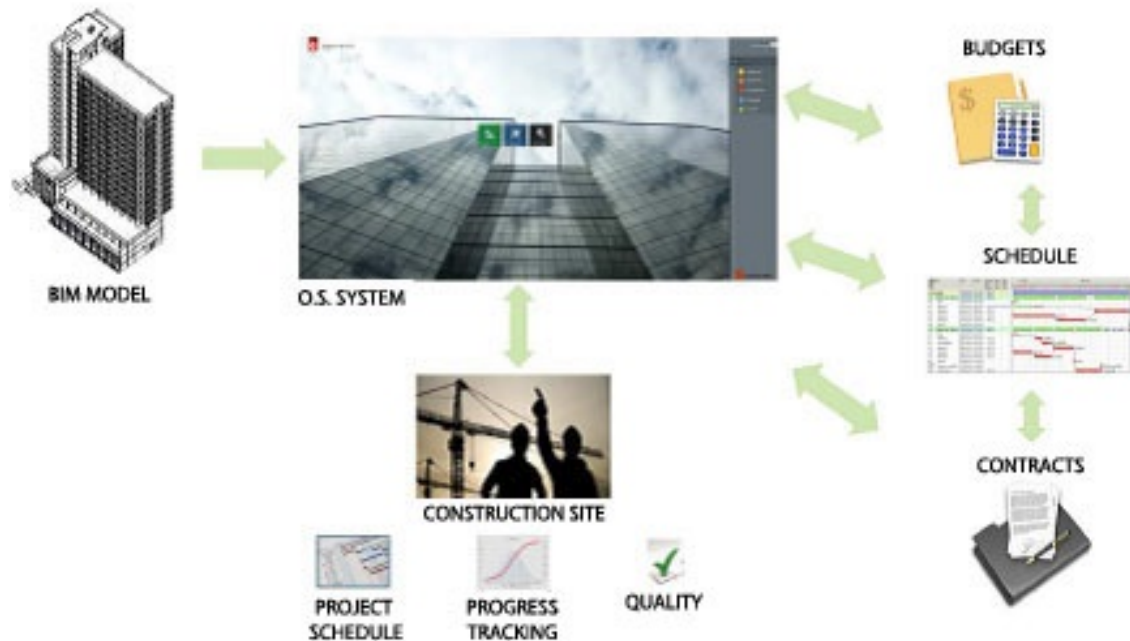 BIM MODEL
O.S. SYSTEM
BUDGETS
$
SCHEDULE
CONTRACTS
CONSTRUCTION SITE
PROJECT
SCHEDULE
PROGRESS
TRACKING
QUALITY